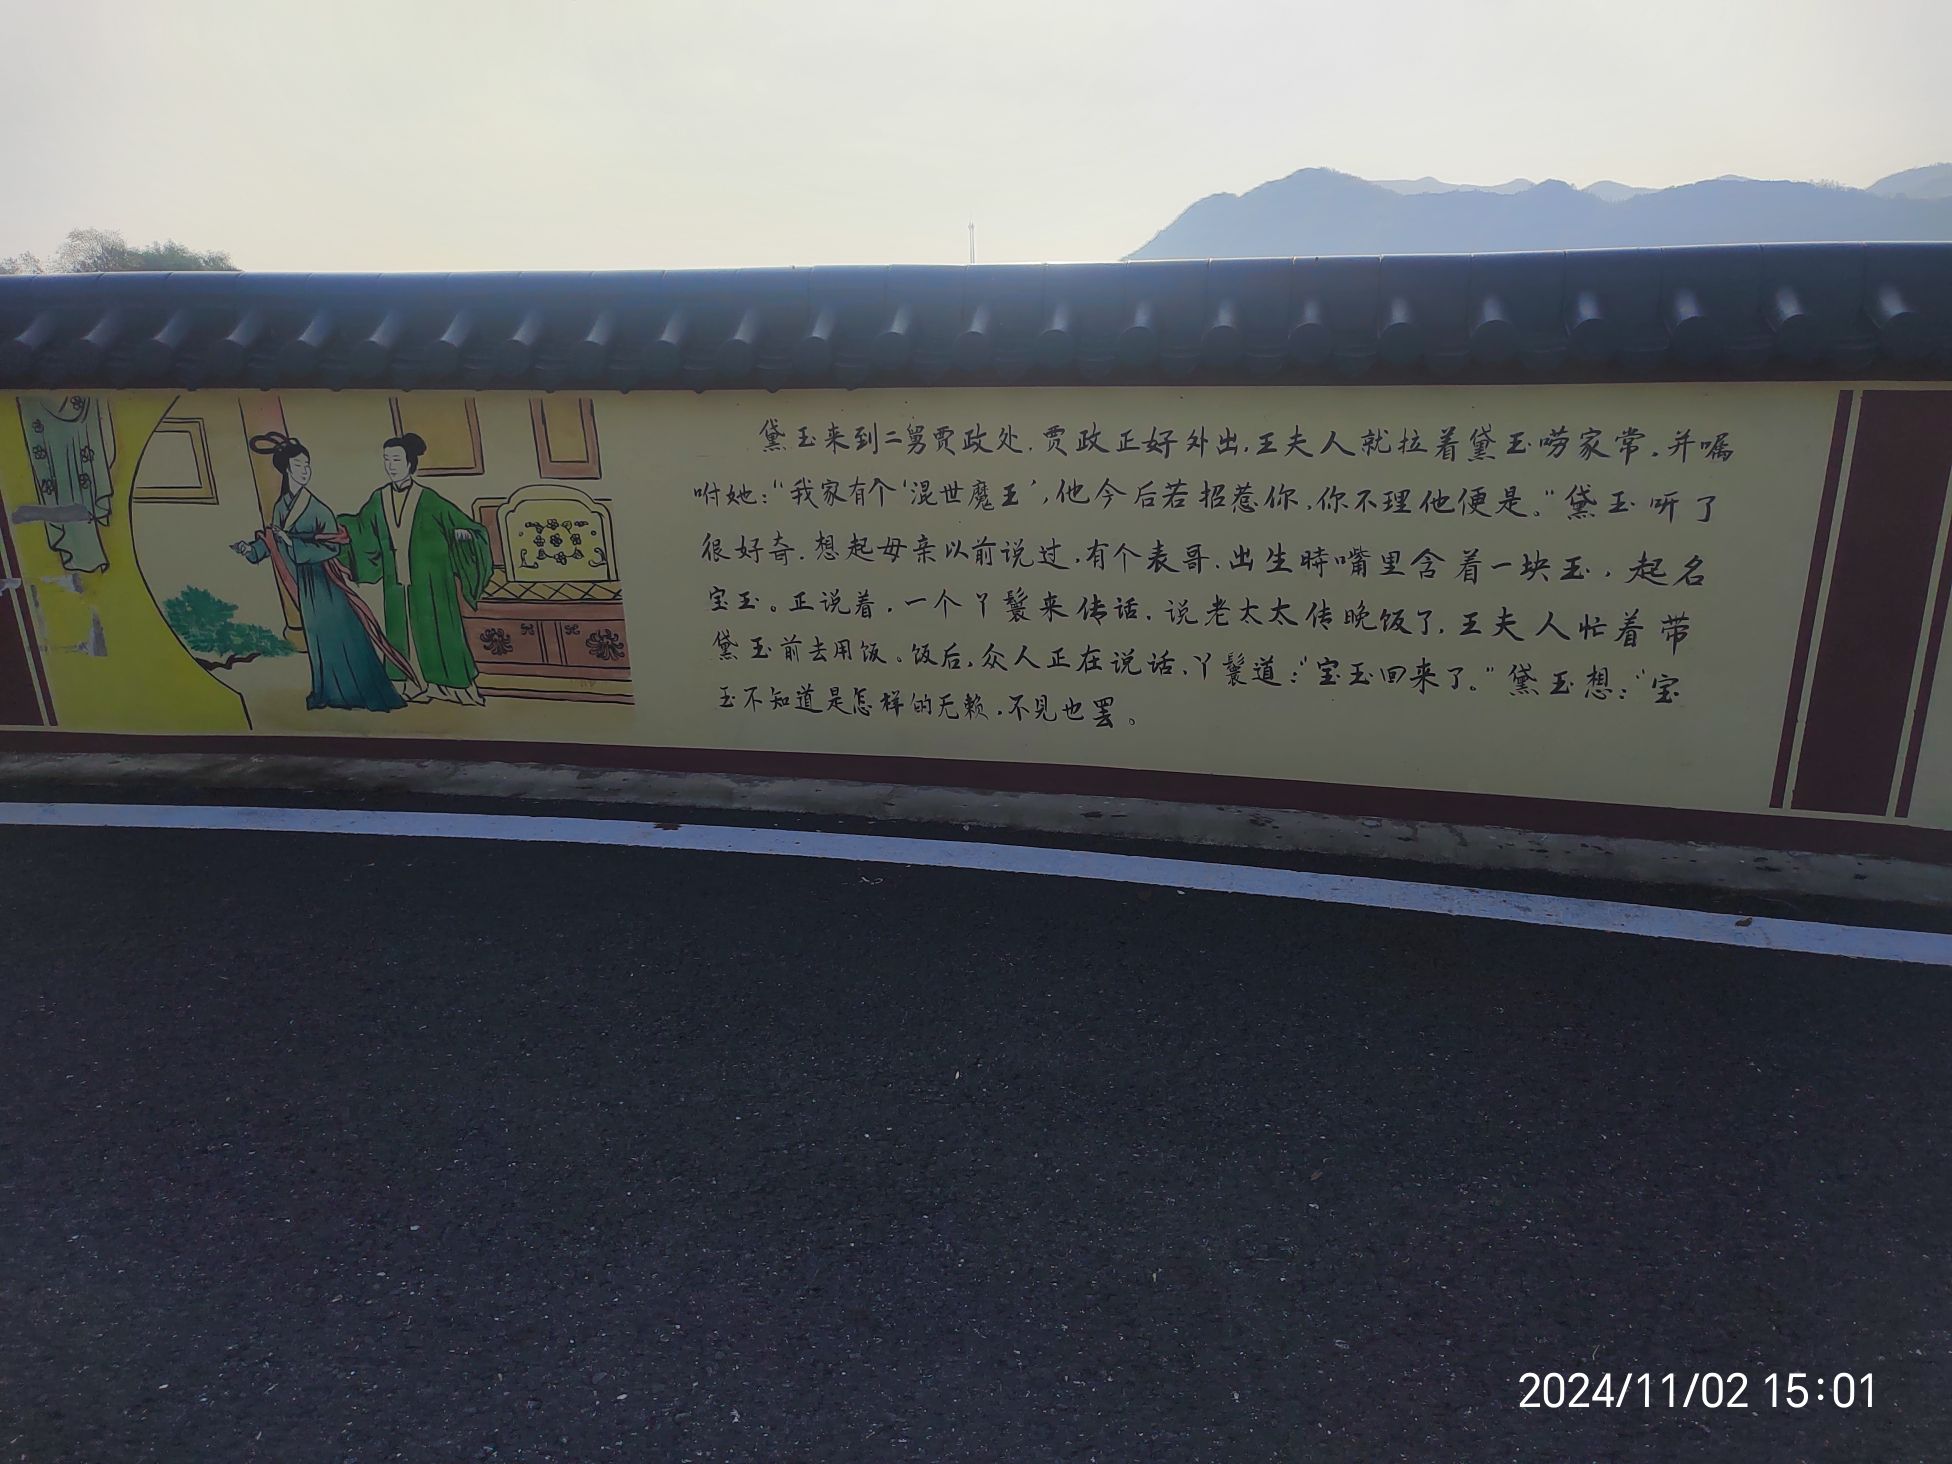 黛玉来到二舅贾政处，贾政正好外出，王夫人就拉着黛玉唠家常，并嘱
咐她：“我家有个‘混世魔王’，他今后若招惹你，你不理他便是。”黛玉听了
很好奇，想起母亲以前说过，有个表哥，出生时嘴里含着一块玉，起名
宝玉。正说着，一个丫鬟来传话，说老太太传晚饭了，王夫人忙着带
黛玉前去用饭。饭后，众人正在说话，丫鬟道：“宝玉回来了。”黛玉想：“宝
玉不知道是怎样的无赖，不见也罢。
2024/11/02 15:01